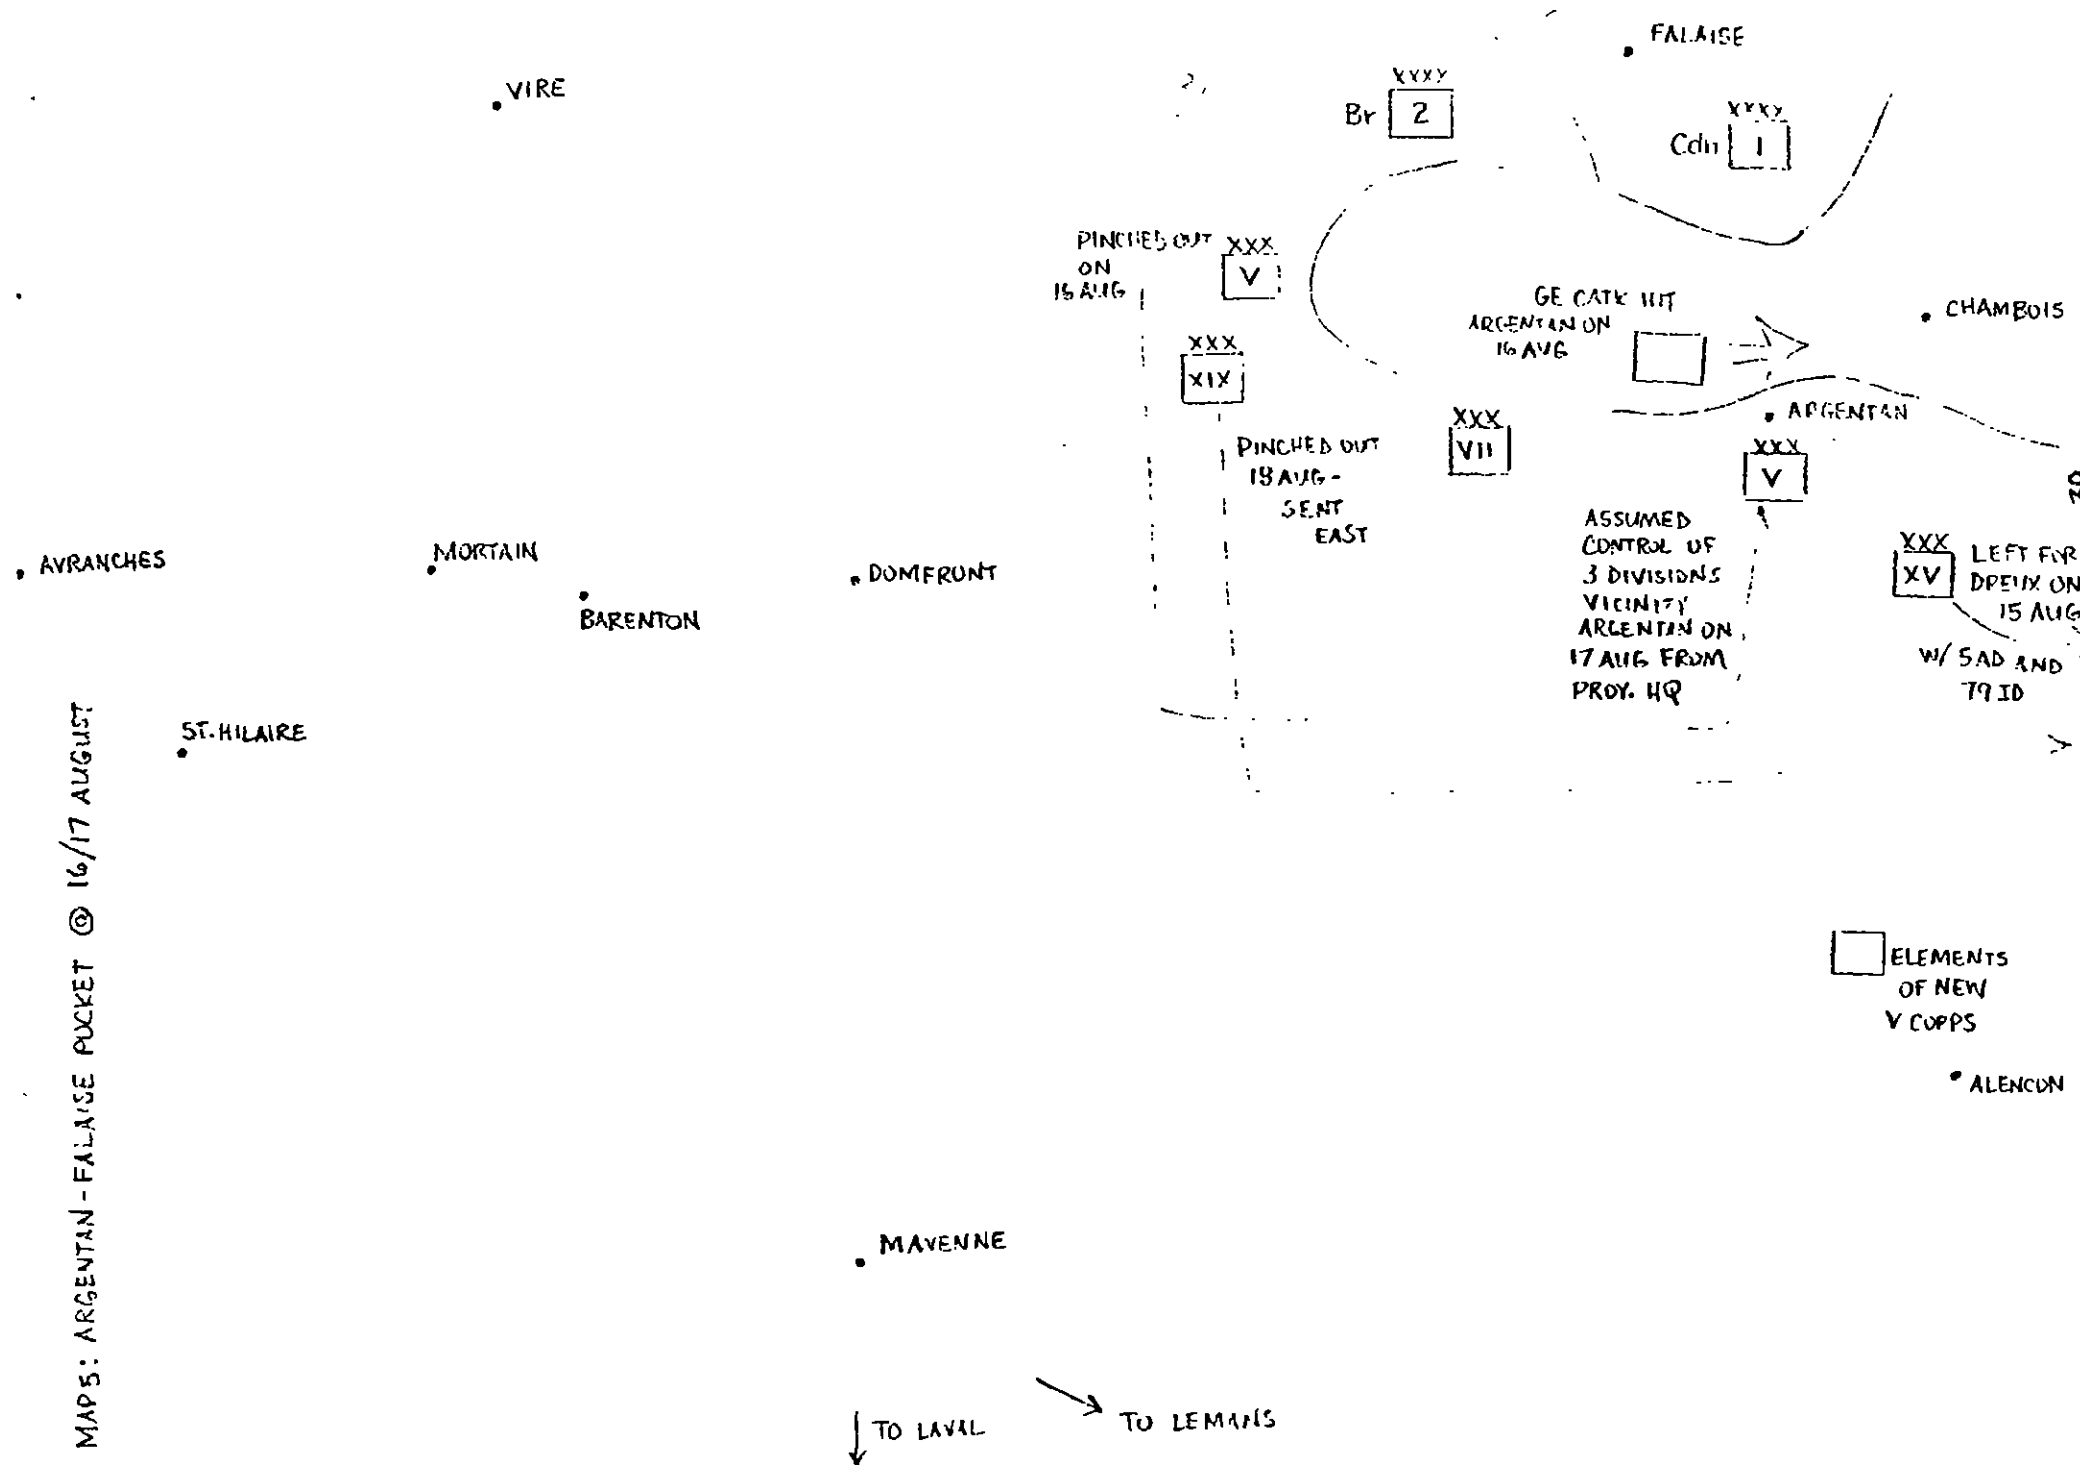 FALAISE
VIRE
XXXX
Br 2
XXXX
Cdn 1
PINCHED OUT
ON
15 AUG
XXX
V
GE CATK HIT
ARGENTAN ON
16 AUG
CHAMBOIS
XXX
XIX
XXX
VII
ARGENTAN
XXX
V
PINCHED OUT
18 AUG -
SENT
EAST
ASSUMED
CONTROL OF
3 DIVISIONS
VICINITY
ARGENTAN ON
17 AUG FROM
PROV. HQ
XXX
XV
LEFT FOR
DREUX ON
15 AUG
W/ 5AD AND
79 ID
AVRANCHES
MORTAIN
BARENTON
DOMFRONT
ST. HILAIRE
ELEMENTS
OF NEW
V CORPS
ALENCON
MAYENNE
TO LAVAL
TO LEMANS
MAP 5: ARGENTAN-FALAISE POCKET @ 16/17 AUGUST